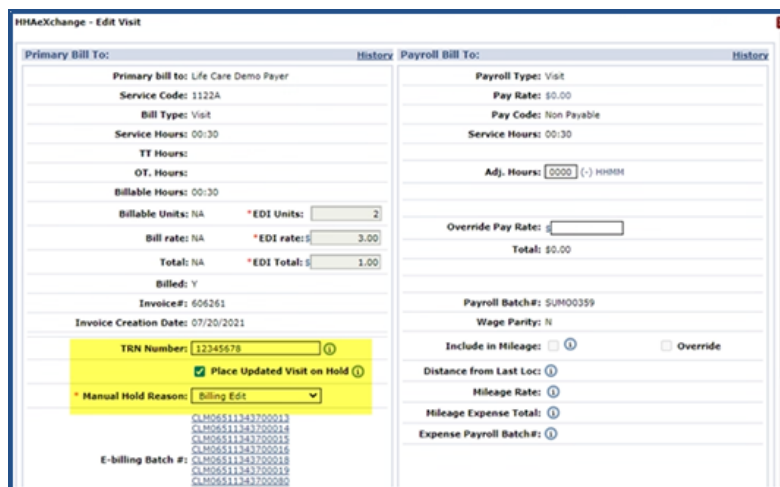 HHAeXchange - Edit Visit
Primary Bill To: History
Primary bill to: Life Care Demo Payer
Service Code: 1122A
Bill Type: Visit
Service Hours: 00:30
TT Hours:
OT. Hours:
Billable Hours: 00:30
Billable Units: NA *EDI Units: 2
Bill rate: NA *EDI rate:$ 3.00
Total: NA *EDI Total: $ 1.00
Billed: Y
Invoice#: 606261
Invoice Creation Date: 07/20/2021
TRN Number: 12345678
Place Updated Visit on Hold
* Manual Hold Reason: Billing Edit
E-billing Batch #:
CLM06511343700013
CLM06511343700014
CLM06511343700015
CLM06511343700016
CLM06511343700018
CLM06511343700019
CLM06511343700080
Payroll Bill To: History
Payroll Type: Visit
Pay Rate: $0.00
Pay Code: Non Payable
Service Hours: 00:30
Adj. Hours: 0000 (-) HHMM
Override Pay Rate: $
Total: $0.00
Payroll Batch#: SUMO0359
Wage Parity: N
Include in Mileage: Override
Distance from Last Loc:
Mileage Rate:
Mileage Expense Total:
Expense Payroll Batch#: